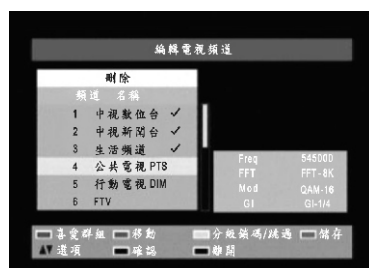 編輯電視頻道
刪除
頻道 名稱
1 中視數位台 ✓
2 中視新聞台 ✓
3 生活頻道 ✓
4 公共電視 PTS
5 行動電視 DIM
6 FTV
Freq 545000
FFT FFT-8K
Mod QAM-16
GI GI-1/4
喜愛群組 移動 分級鎖碼/跳過 儲存
▲▼ 選項 確認 離開